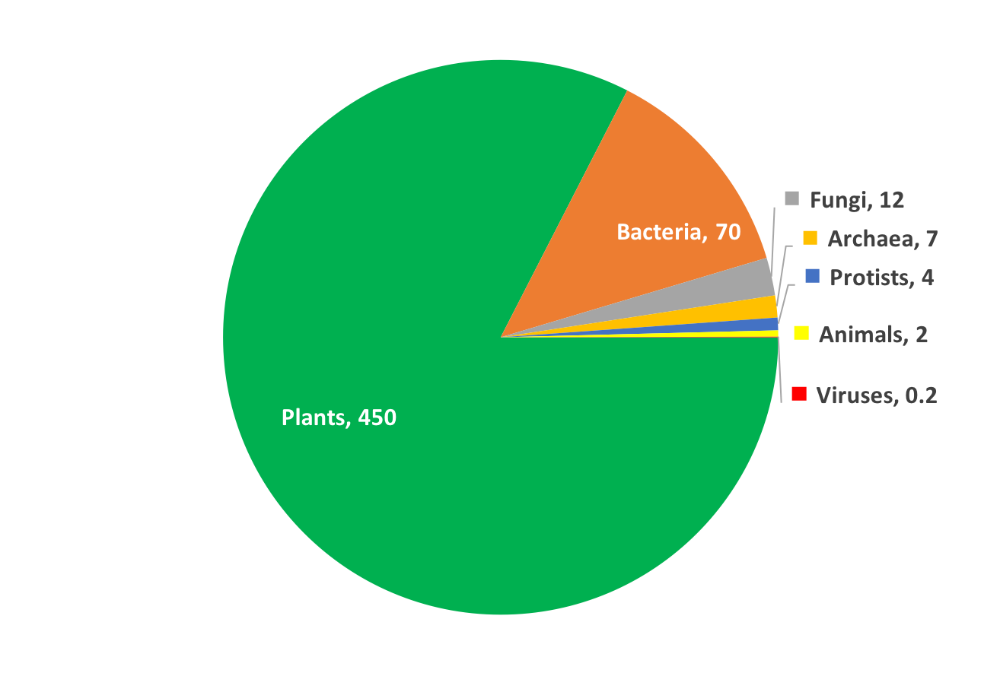 Fungi, 12
Bacteria, 70
Archaea, 7
Protists, 4
Animals, 2
Viruses, 0.2
Plants, 450